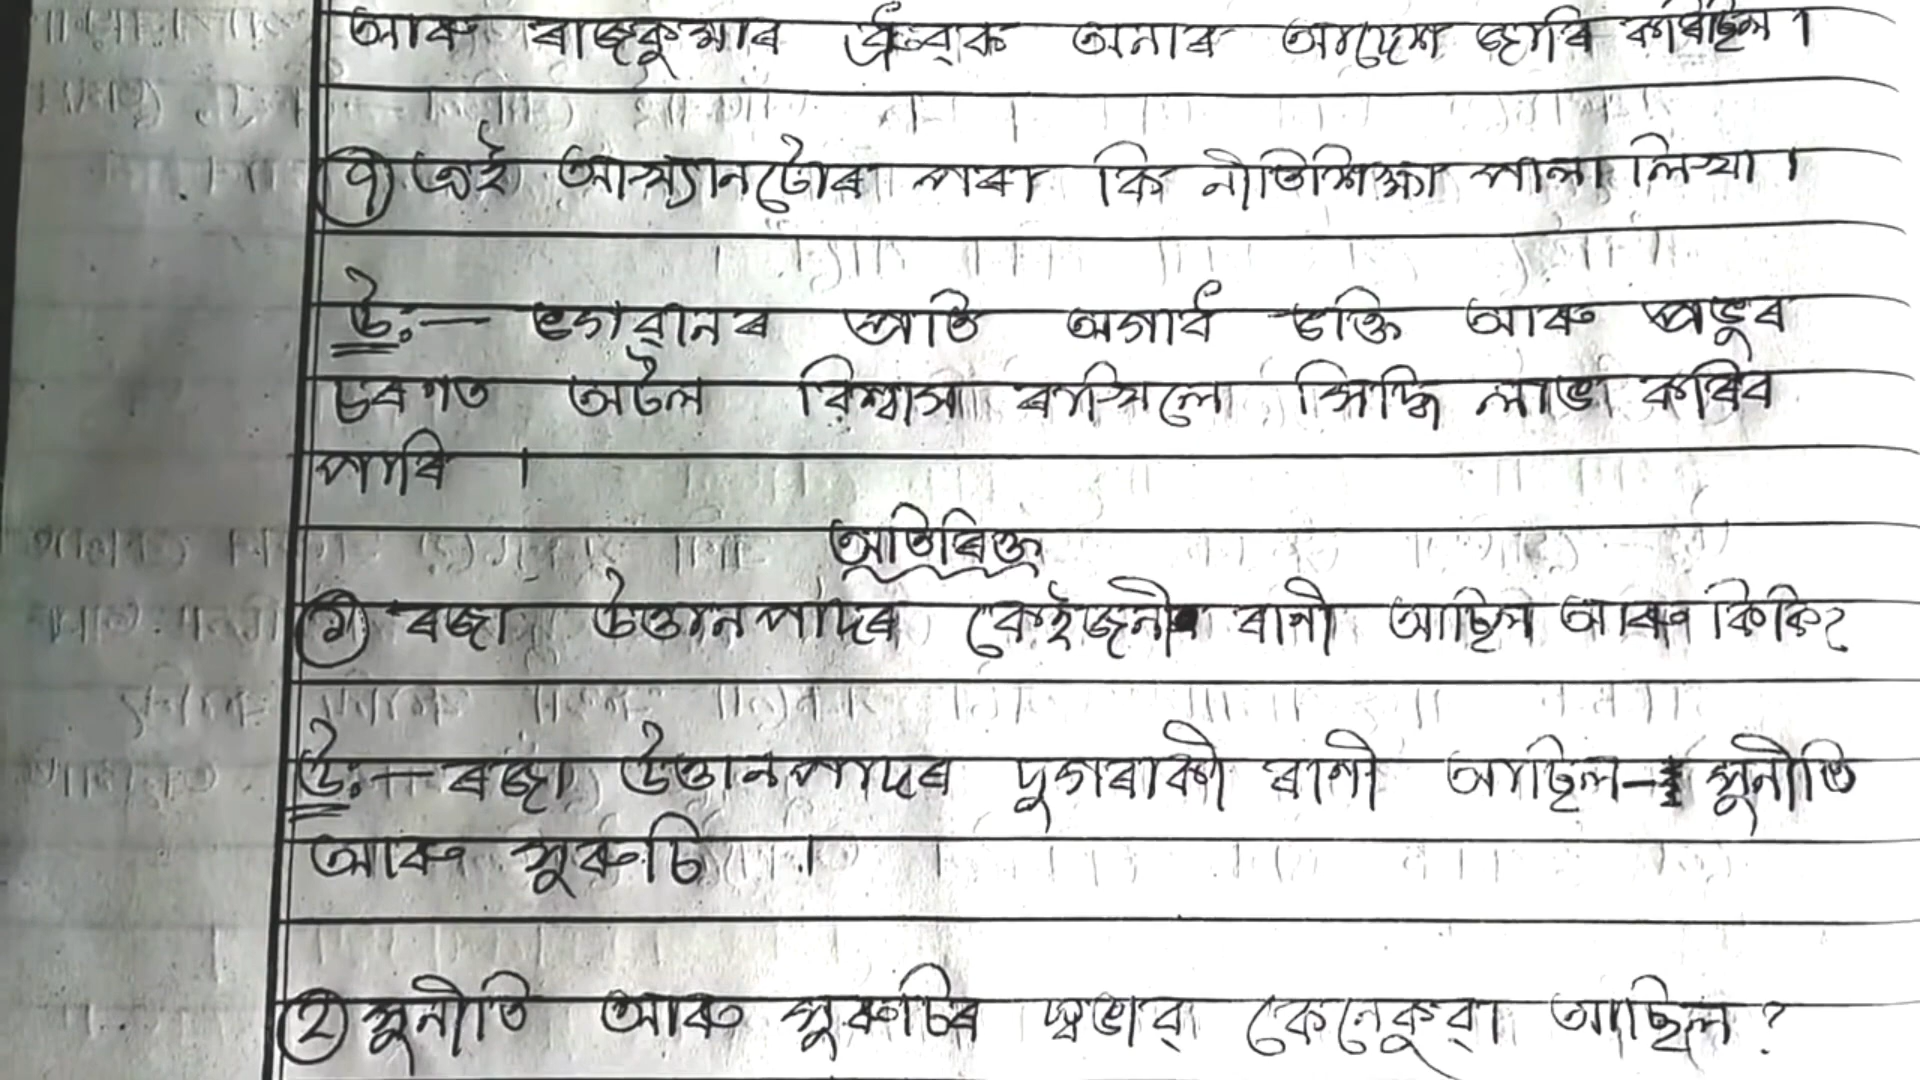 আৰু ৰাজকুমাৰ ধ্ৰুৱক অনাৰ আদেশ জাৰি কৰিছিল।
৭ এই আখ্যানটোৰ পৰা কি নীতিশিক্ষা পালা লিখা।
উঃ— ভগৱানৰ প্ৰতি অগাধ ভক্তি আৰু প্ৰভুৰ
চৰণত অটল বিশ্বাস ৰাখিলে সিদ্ধি লাভ কৰিব
পাৰি ।
অতিৰিক্ত
১ ৰজা উত্তানপাদৰ কেইজনী ৰাণী আছিল আৰু কি কি?
উঃ— ৰজা উত্তানপাদৰ দুগৰাকী ৰাণী আছিল— সুনীতি
আৰু সুৰুচি ।
২ সুনীতি আৰু সুৰুচিৰ স্বভাৱ কেনেকুৱা আছিল?